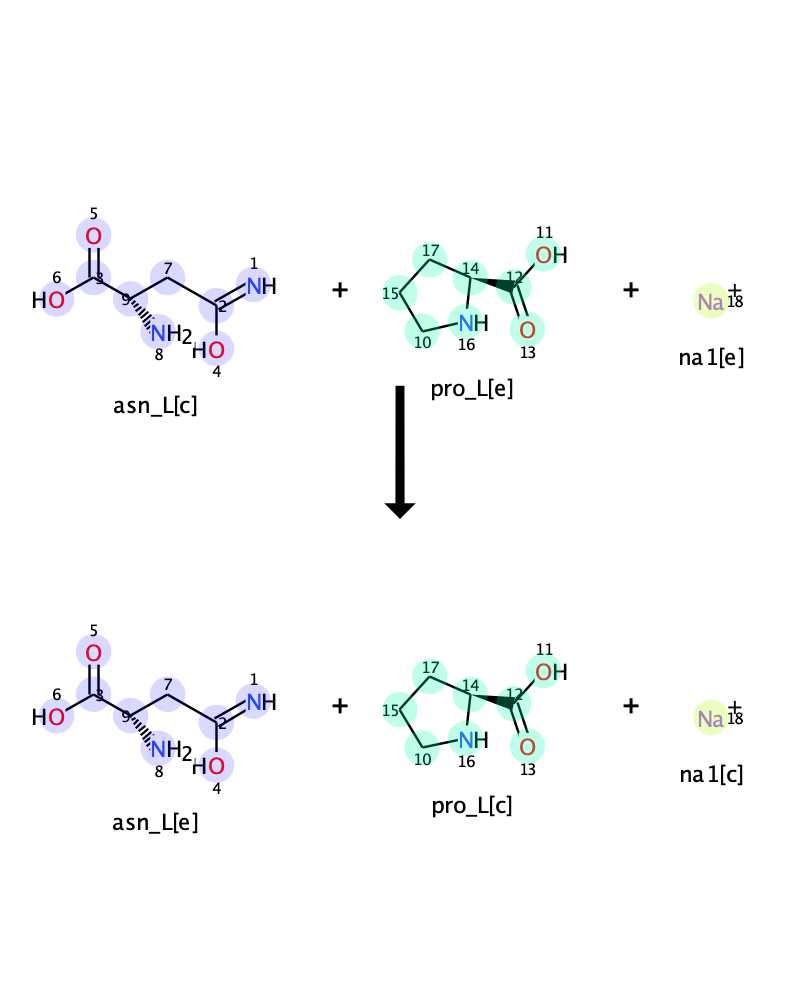 5
O
6
3
7
1
HO
9
2
NH
NH2
8
HO
4
asn_L[c]
+
17
14
11
OH
15
12
10
NH
16
O
13
pro_L[e]
+
Na
+
18
na1[e]
5
O
6
3
7
1
HO
9
2
NH
NH2
8
HO
4
asn_L[e]
+
17
14
11
OH
15
12
10
NH
16
O
13
pro_L[c]
+
Na
+
18
na1[c]